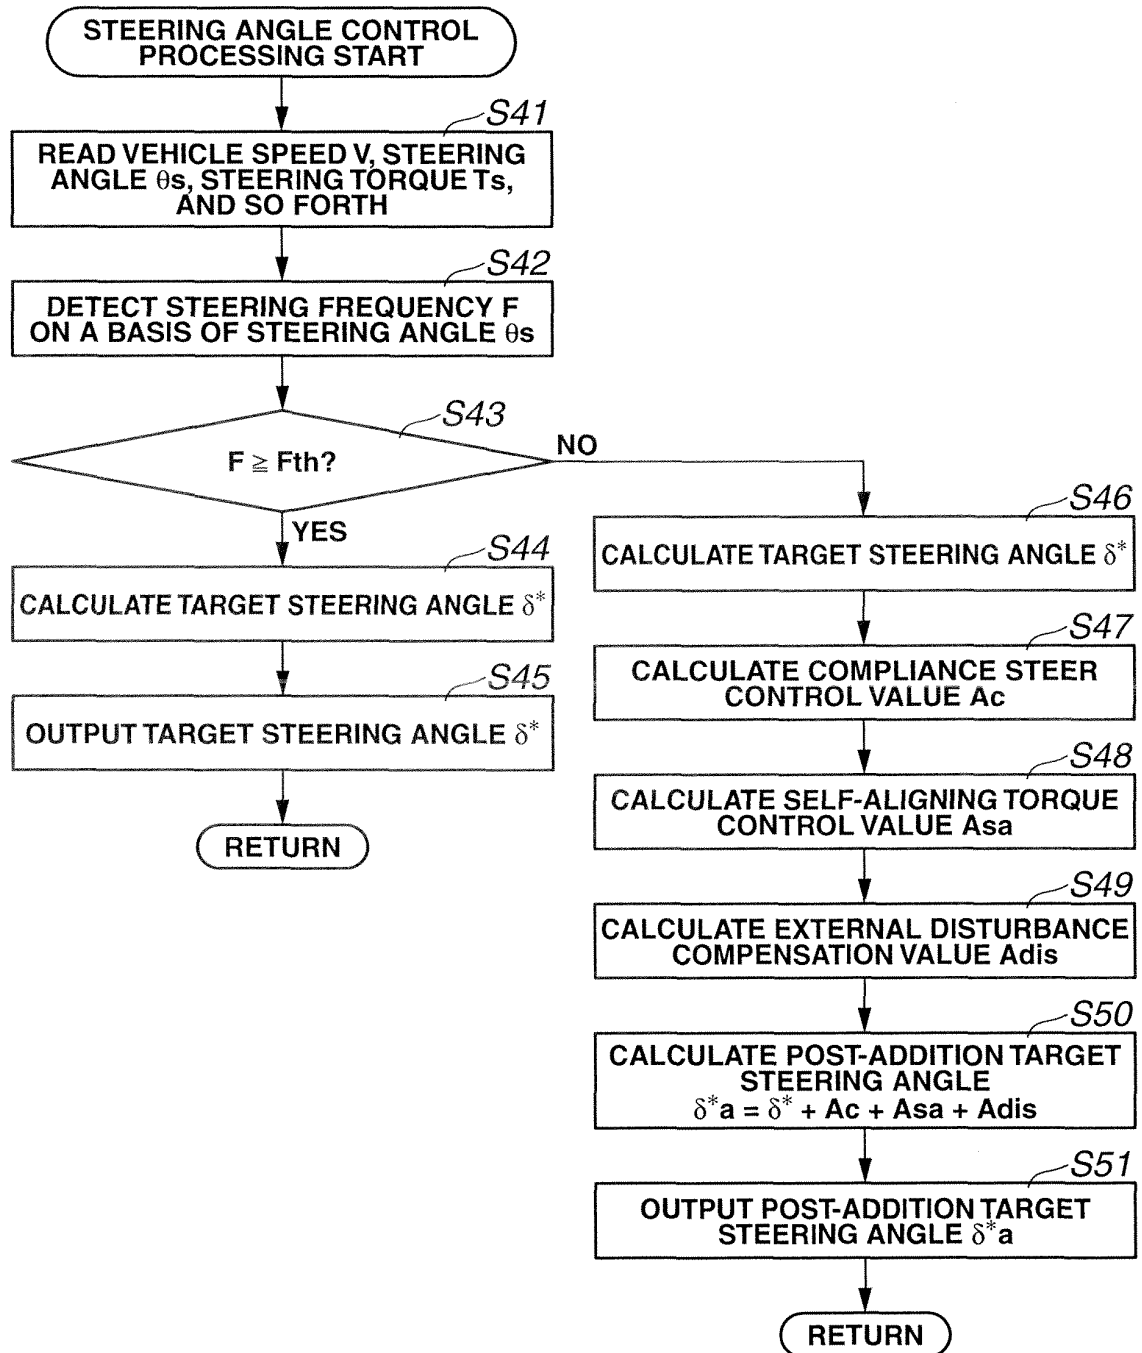 STEERING ANGLE CONTROL
PROCESSING START
S41
READ VEHICLE SPEED V, STEERING
ANGLE θs, STEERING TORQUE Ts,
AND SO FORTH
S42
DETECT STEERING FREQUENCY F
ON A BASIS OF STEERING ANGLE θs
S43
F ≧ Fth?
NO
YES
S44
CALCULATE TARGET STEERING ANGLE δ*
S45
OUTPUT TARGET STEERING ANGLE δ*
RETURN
S46
CALCULATE TARGET STEERING ANGLE δ*
S47
CALCULATE COMPLIANCE STEER
CONTROL VALUE Ac
S48
CALCULATE SELF-ALIGNING TORQUE
CONTROL VALUE Asa
S49
CALCULATE EXTERNAL DISTURBANCE
COMPENSATION VALUE Adis
S50
CALCULATE POST-ADDITION TARGET
STEERING ANGLE
δ*a = δ* + Ac + Asa + Adis
S51
OUTPUT POST-ADDITION TARGET
STEERING ANGLE δ*a
RETURN